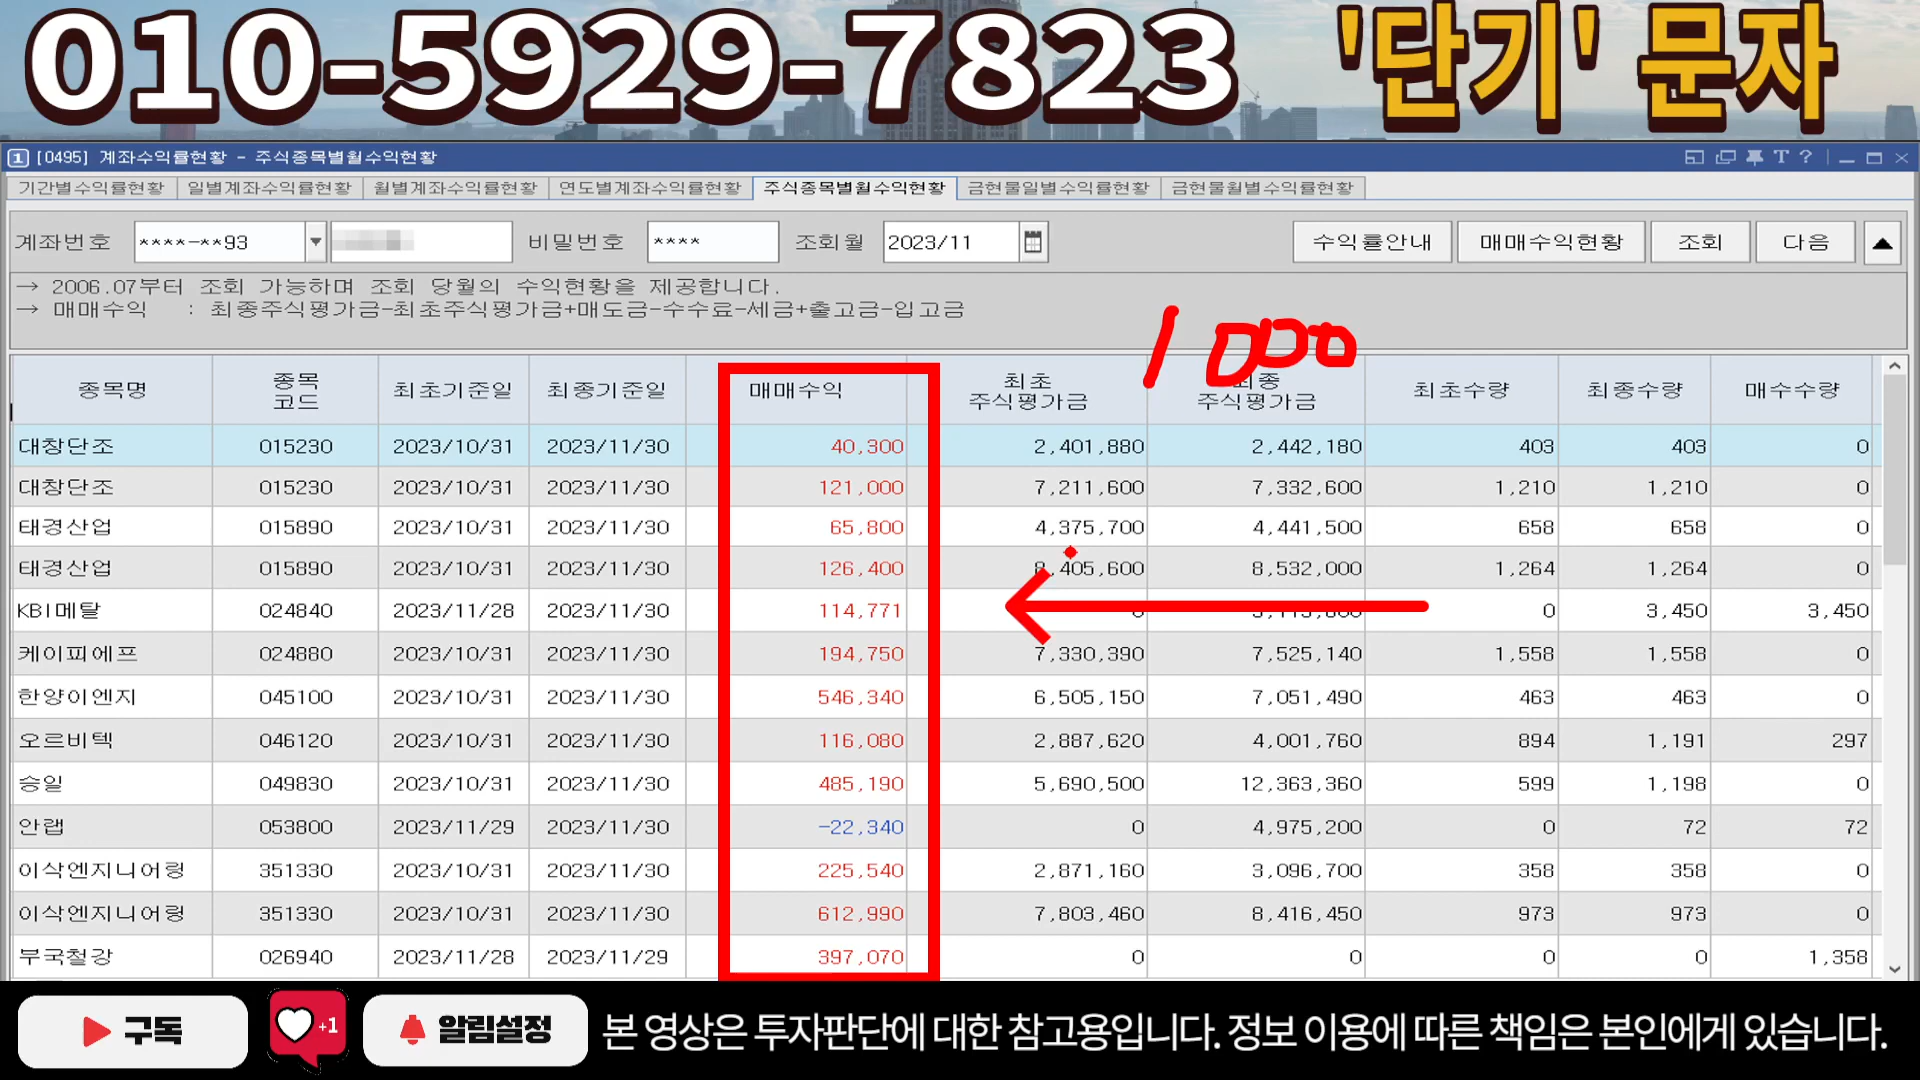 010-5929-7823 '단기' 문자
1 [0495] 계좌수익률현황 - 주식종목별월수익현황
기간별수익률현황 일별계좌수익률현황 월별계좌수익률현황 연도별계좌수익률현황 주식종목별월수익현황 금현물일별수익률현황 금현물월별수익률현황
계좌번호 ****-**93 비밀번호 **** 조회월 2023/11 수익률안내 매매수익현황 조회 다음
→ 2006.07부터 조회 가능하며 조회 당월의 수익현황을 제공합니다.
→ 매매수익 : 최종주식평가금-최초주식평가금+매도금-수수료-세금+출고금-입고금
1000
종목명 종목코드 최초기준일 최종기준일 매매수익 최초주식평가금 최종주식평가금 최초수량 최종수량 매수수량
대창단조 015230 2023/10/31 2023/11/30 40,300 2,401,880 2,442,180 403 403 0
대창단조 015230 2023/10/31 2023/11/30 121,000 7,211,600 7,332,600 1,210 1,210 0
태경산업 015890 2023/10/31 2023/11/30 65,800 4,375,700 4,441,500 658 658 0
태경산업 015890 2023/10/31 2023/11/30 126,400 8,405,600 8,532,000 1,264 1,264 0
KBI메탈 024840 2023/11/28 2023/11/30 114,771 0 0 3,450 3,450
케이피에프 024880 2023/10/31 2023/11/30 194,750 7,330,390 7,525,140 1,558 1,558 0
한양이엔지 045100 2023/10/31 2023/11/30 546,340 6,505,150 7,051,490 463 463 0
오르비텍 046120 2023/10/31 2023/11/30 116,080 2,887,620 4,001,760 894 1,191 297
승일 049830 2023/10/31 2023/11/30 485,190 5,690,500 12,363,360 599 1,198 0
안랩 053800 2023/11/29 2023/11/30 -22,340 0 4,975,200 0 72 72
이삭엔지니어링 351330 2023/10/31 2023/11/30 225,540 2,871,160 3,096,700 358 358 0
이삭엔지니어링 351330 2023/10/31 2023/11/30 612,990 7,803,460 8,416,450 973 973 0
부국철강 026940 2023/11/28 2023/11/29 397,070 0 0 0 0 1,358
구독 +1 알림설정 본 영상은 투자판단에 대한 참고용입니다. 정보 이용에 따른 책임은 본인에게 있습니다.